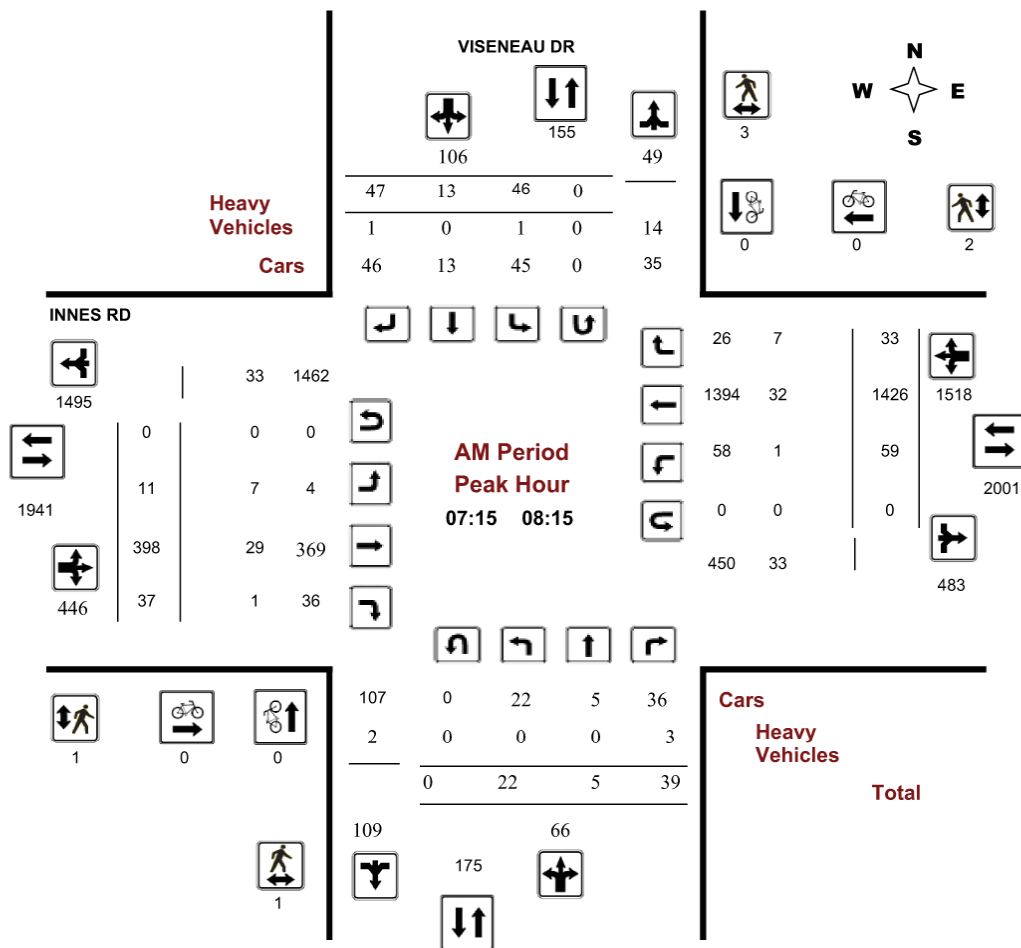 VISENEAU DR
N
W E
S
155
3
106 49
47 13 46 0
Heavy
Vehicles
1 0 1 0 14
Cars
46 13 45 0 35
0 0 2
INNES RD
1495
33 1462
26 7 33
1394 32 1426 1518
0 0 0
AM Period
58 1 59
Peak Hour
11 7 4
07:15 08:15
2001
1941
0 0 0
398 29 369
450 33
446
37 1 36
483
107 0 22 5 36
Cars
2 0 0 0 3
Heavy
Vehicles
1 0 0
0 22 5 39
Total
109 66
175
1